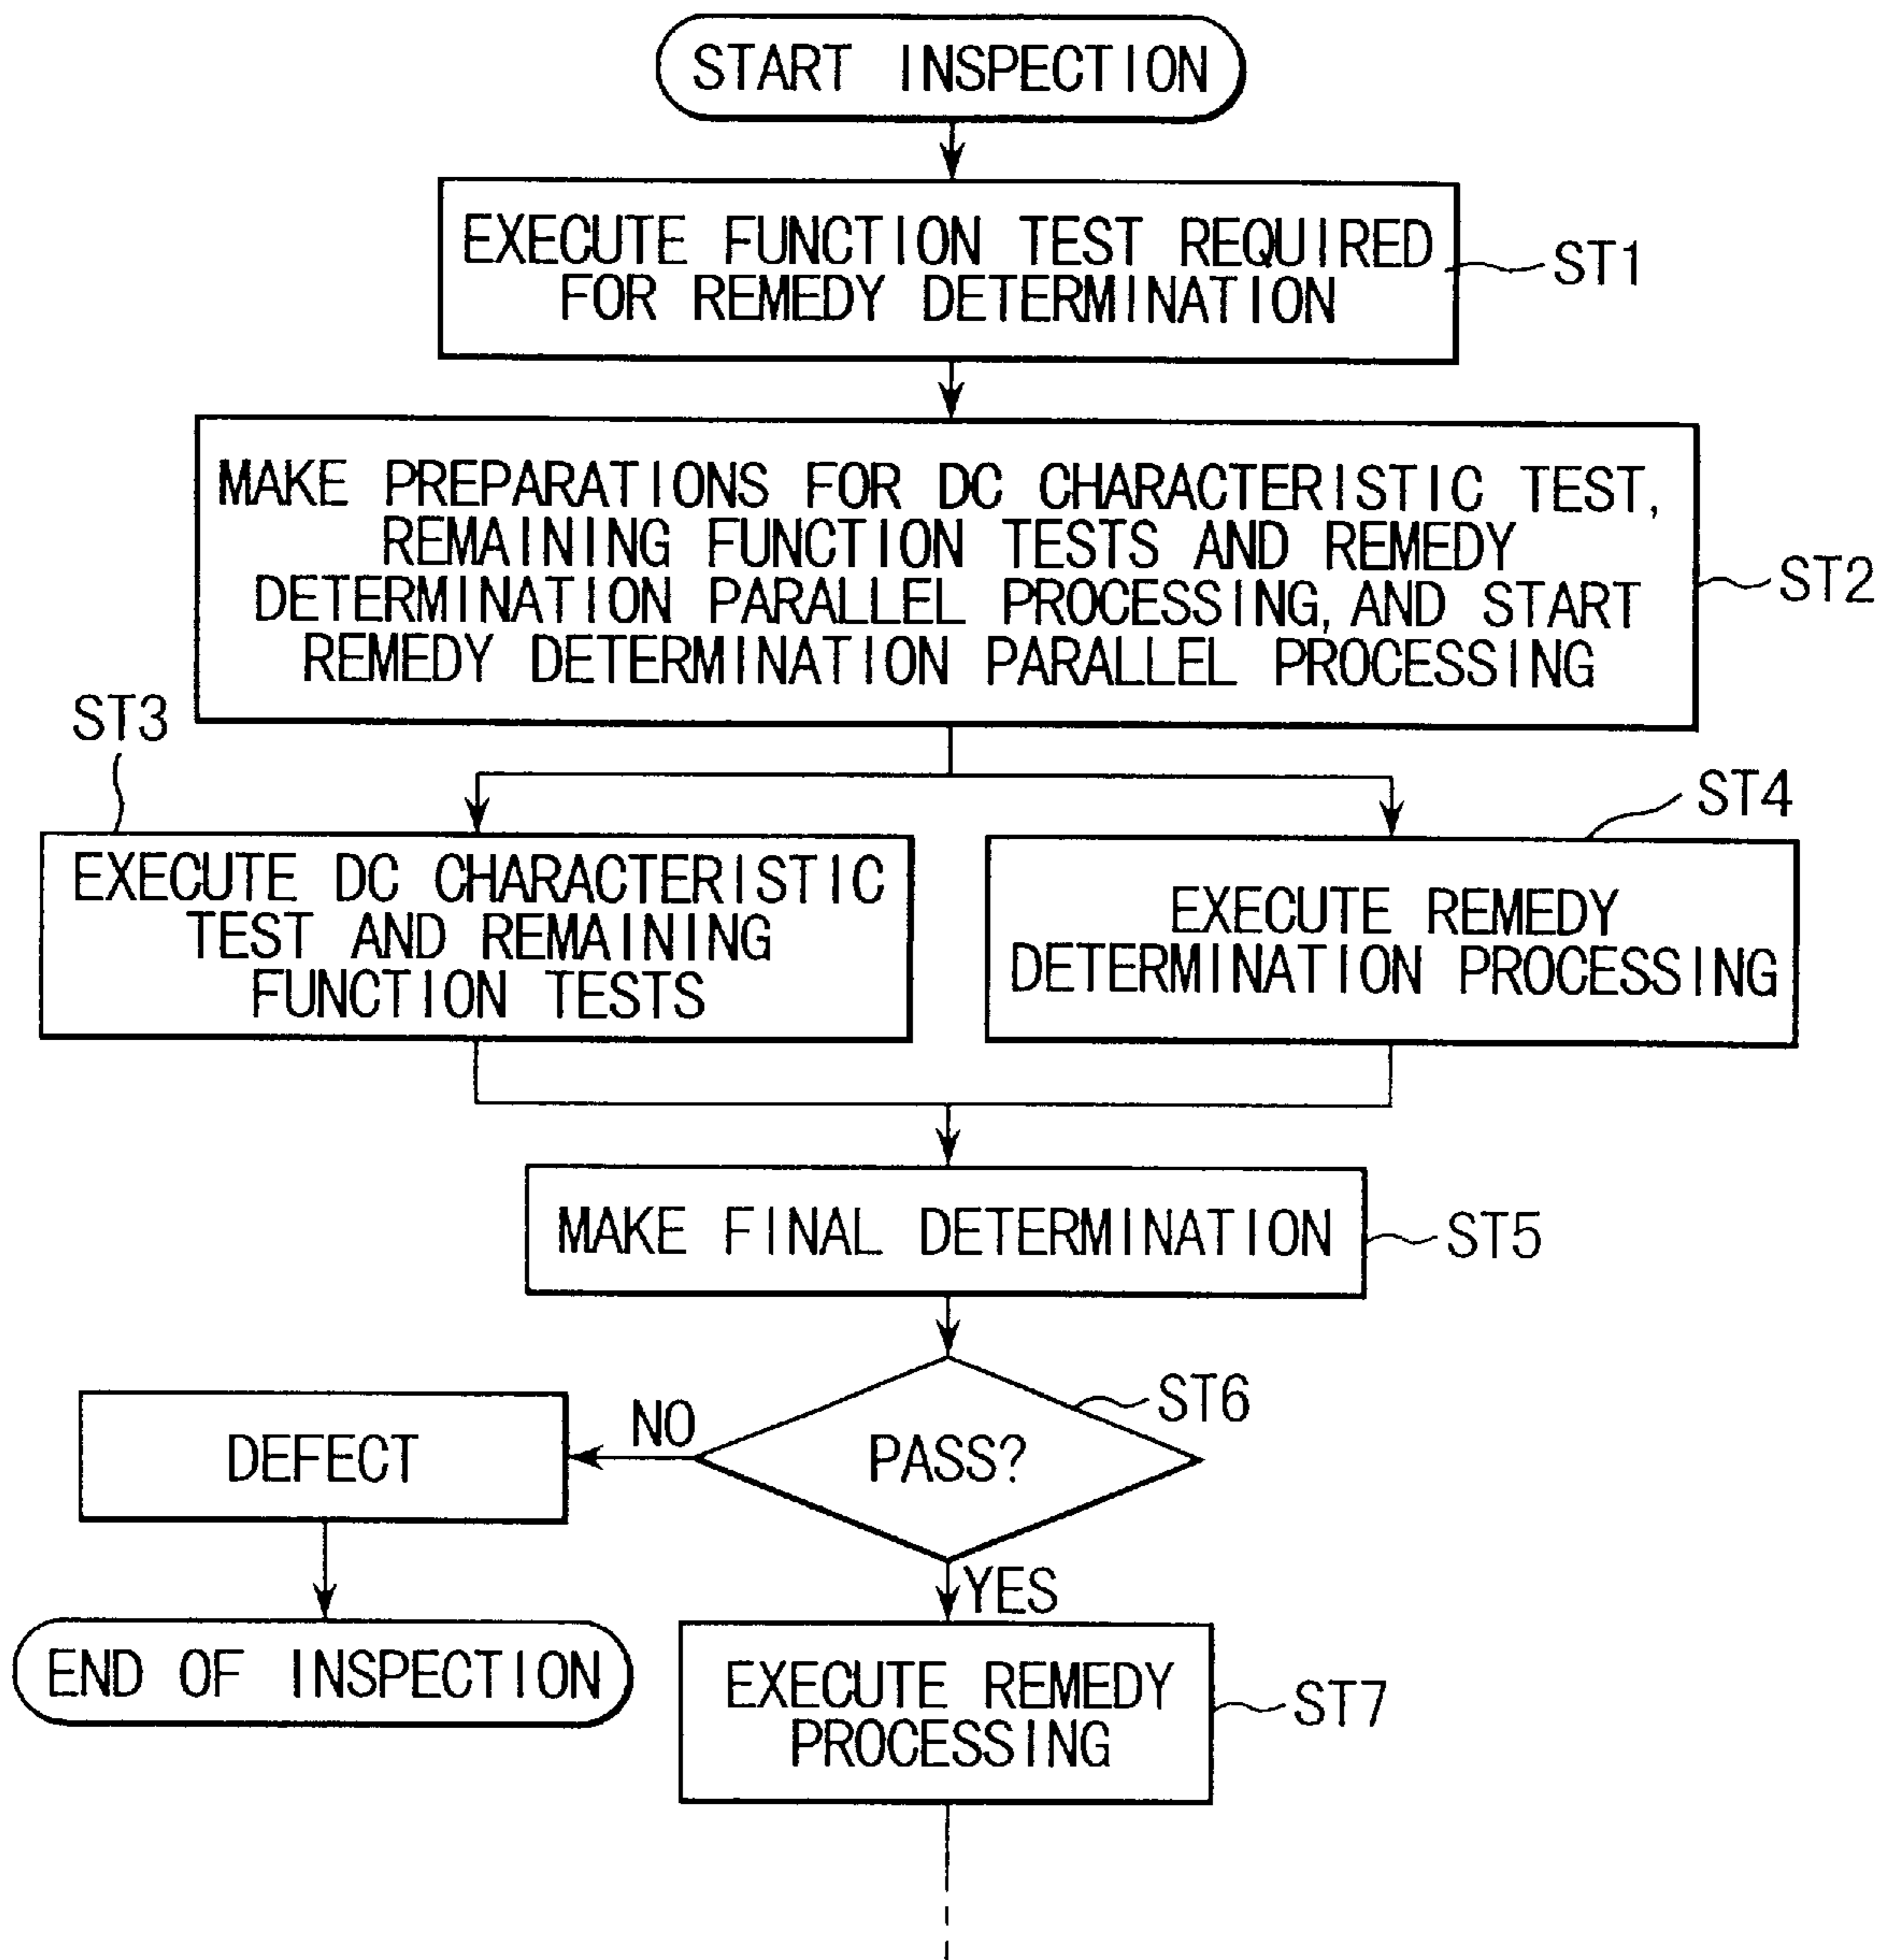 START INSPECTION
EXECUTE FUNCTION TEST REQUIRED
FOR REMEDY DETERMINATION
ST1
MAKE PREPARATIONS FOR DC CHARACTERISTIC TEST,
REMAINING FUNCTION TESTS AND REMEDY
DETERMINATION PARALLEL PROCESSING, AND START
REMEDY DETERMINATION PARALLEL PROCESSING
ST2
ST3
EXECUTE DC CHARACTERISTIC
TEST AND REMAINING
FUNCTION TESTS
ST4
EXECUTE REMEDY
DETERMINATION PROCESSING
MAKE FINAL DETERMINATION
ST5
ST6
PASS?
NO
DEFECT
END OF INSPECTION
YES
EXECUTE REMEDY
PROCESSING
ST7